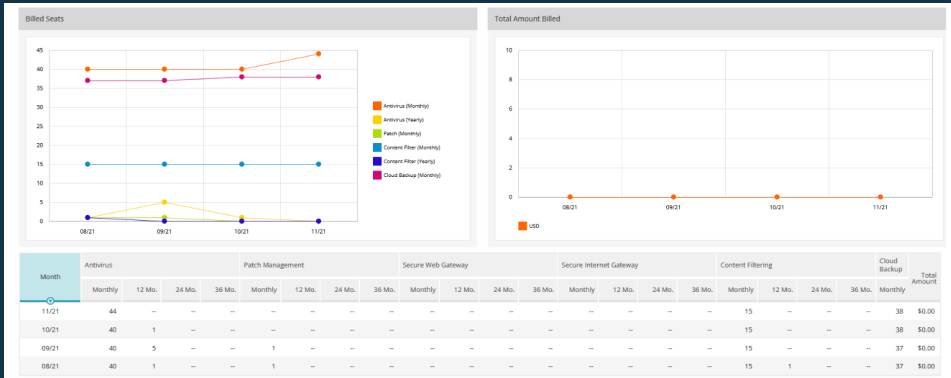 Billed Seats
Total Amount Billed
45
40
35
30
25
20
15
10
5
0
08/21 09/21 10/21 11/21
Antivirus (Monthly)
Antivirus (Yearly)
Patch (Monthly)
Content Filter (Monthly)
Content Filter (Yearly)
Cloud Backup (Monthly)
10
8
6
4
2
0
08/21 09/21 10/21 11/21
USD
Month Antivirus Patch Management Secure Web Gateway Secure Internet Gateway Content Filtering Cloud Backup Total Amount
Monthly 12 Mo. 24 Mo. 36 Mo. Monthly 12 Mo. 24 Mo. 36 Mo. Monthly 12 Mo. 24 Mo. 36 Mo. Monthly 12 Mo. 24 Mo. 36 Mo. Monthly 12 Mo. 24 Mo. 36 Mo. Monthly
11/21 44 -- -- -- -- -- -- -- -- -- -- -- -- -- -- -- 15 -- -- -- 38 $0.00
10/21 40 1 -- -- -- -- -- -- -- -- -- -- -- -- -- -- 15 -- -- -- 38 $0.00
09/21 40 5 -- -- 1 -- -- -- -- -- -- -- -- -- -- -- 15 -- -- -- 37 $0.00
08/21 40 1 -- -- 1 -- -- -- -- -- -- -- -- -- -- -- 15 1 -- -- 37 $0.00